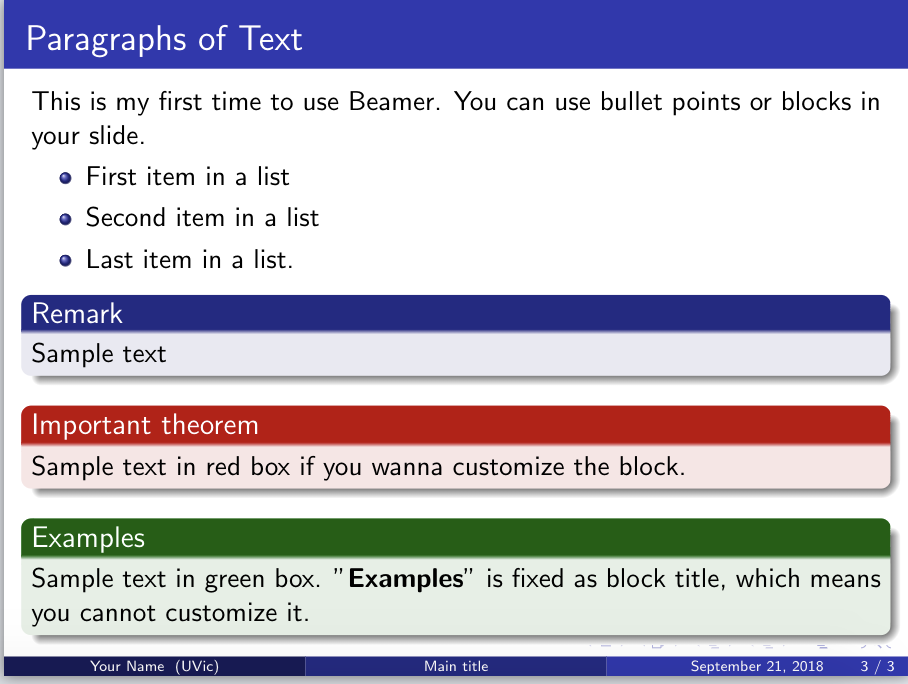 Paragraphs of Text
This is my first time to use Beamer. You can use bullet points or blocks in
your slide.
First item in a list
Second item in a list
Last item in a list.
Remark
Sample text
Important theorem
Sample text in red box if you wanna customize the block.
Examples
Sample text in green box. ”Examples” is fixed as block title, which means
you cannot customize it.
Your Name (UVic) Main title September 21, 2018 3 / 3